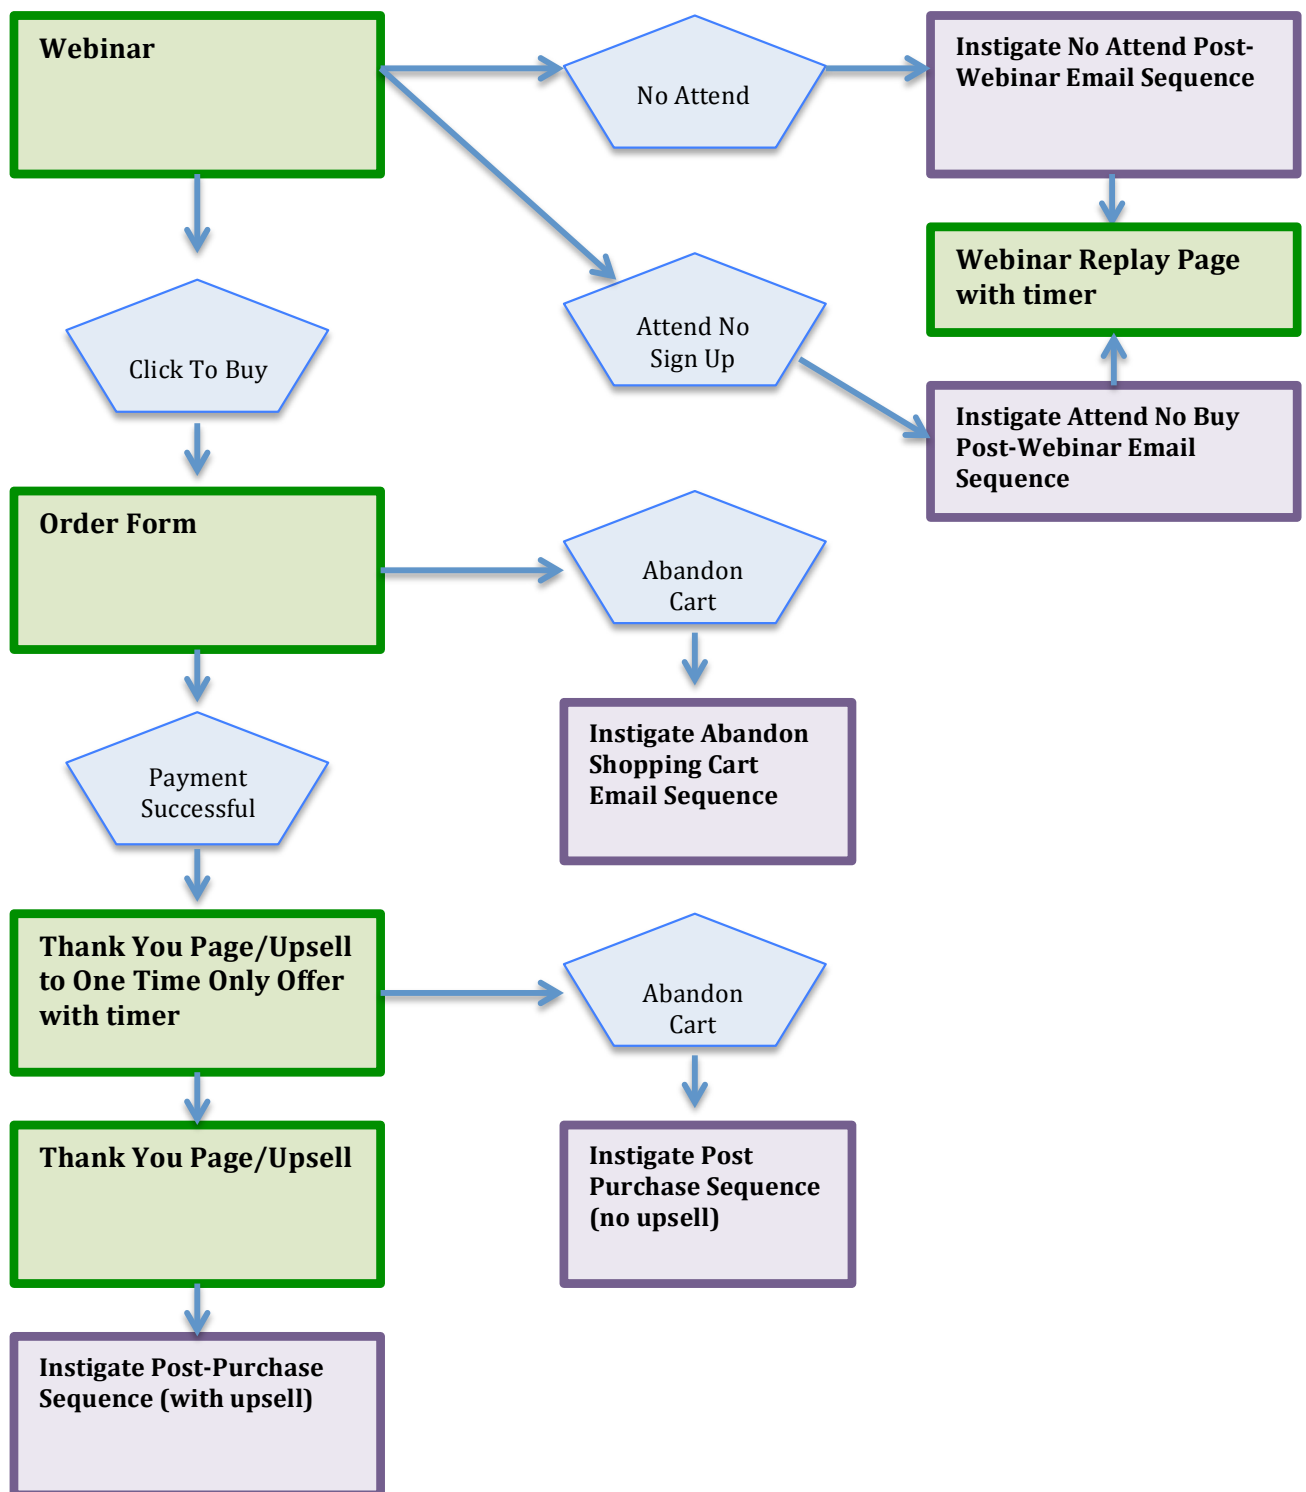 Webinar
No Attend
Instigate No Attend Post-
Webinar Email Sequence
Webinar Replay Page
with timer
Click To Buy
Attend No
Sign Up
Instigate Attend No Buy
Post-Webinar Email
Sequence
Order Form
Abandon
Cart
Instigate Abandon
Shopping Cart
Email Sequence
Payment
Successful
Thank You Page/Upsell
to One Time Only Offer
with timer
Abandon
Cart
Thank You Page/Upsell
Instigate Post
Purchase Sequence
(no upsell)
Instigate Post-Purchase
Sequence (with upsell)